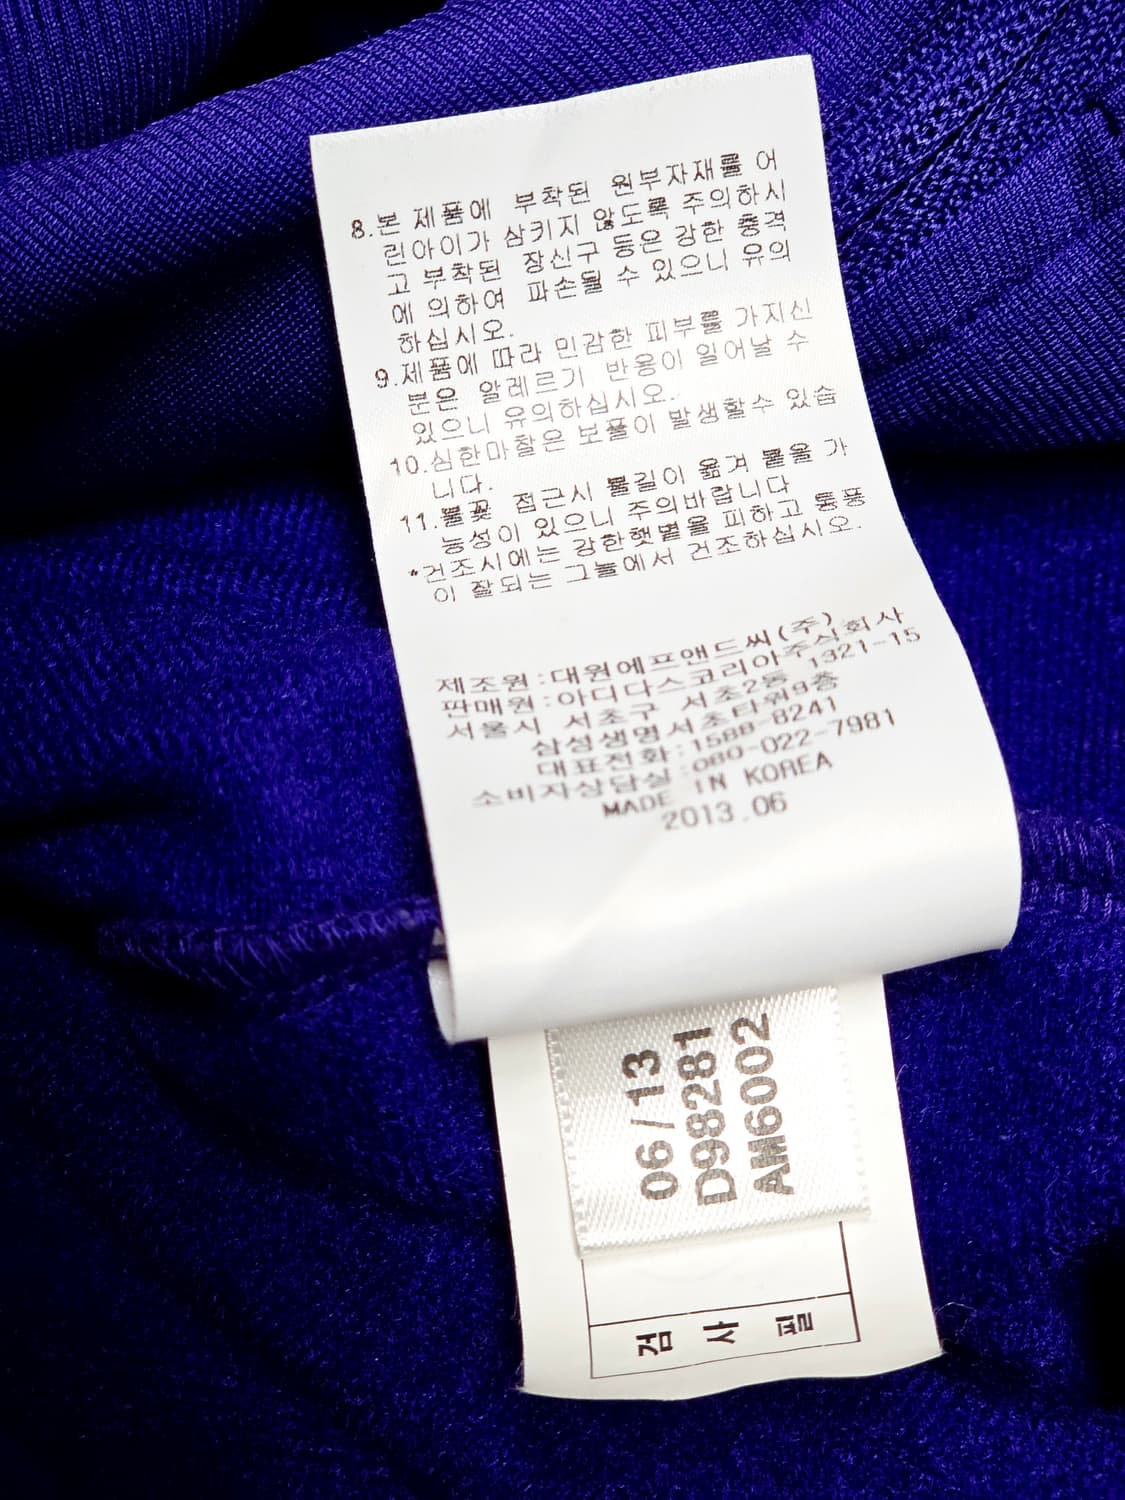 8.본 제품에 부착된 원부자재를 어
린아이가 삼키지 않도록 주의하시
고 부착된 장신구 등은 강한 충격
에 의하여 파손될 수 있으니 유의
하십시오.
9.제품에 따라 민감한 피부를 가지신
분은 알레르기 반응이 일어날 수
있으니 유의하십시오.
10.심한마찰은 보풀이 발생할수 있습
니다.
11.불꽃 접근시 불길이 옮겨 붙을 가
능성이 있으니 주의바랍니다
*건조시에는 강한햇볕을 피하고 통풍
이 잘되는 그늘에서 건조하십시오.
제조원:대원에프앤드씨(주)
판매원:아디다스코리아주식회사
서울시 서초구 서초2동 1321-15
삼성생명서초타워9층
대표전화:1588-8241
소비자상담실:080-022-7981
MADE IN KOREA
2013.06
06/13
D98281
AM6002
검 사 필